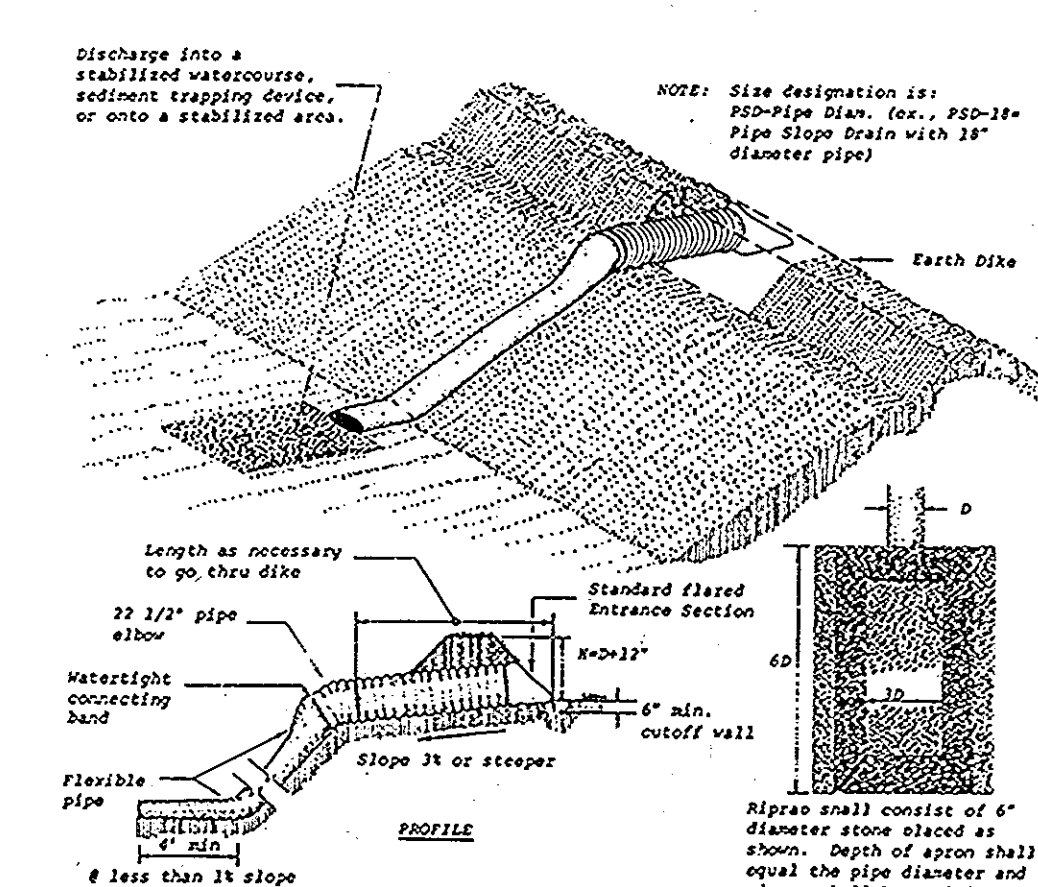 Discharge into a
stabilized watercourse,
sediment trapping device,
or onto a stabilized area.
NOTE: Size designation is:
PSD-Pipe Diam. (ex., PSD-18=
Pipe Slope Drain with 18"
diameter pipe)
Earth Dike
D
Length as necessary
to go thru dike
Standard flared
Entrance Section
22 1/2° pipe
elbow
H=D+12"
6D
3D
Watertight
connecting
band
6" min.
cutoff wall
Slope 3% or steeper
Flexible
pipe
PROFILE
4' min
@ less than 1% slope
Riprap shall consist of 6"
diameter stone placed as
shown. Depth of apron shall
equal the pipe diameter and